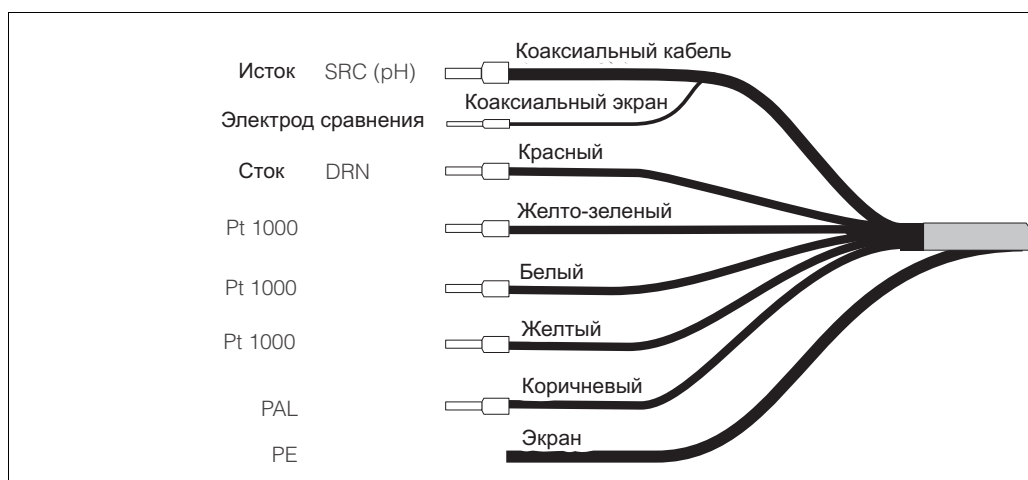 Коаксиальный кабель
Исток SRC (pH)
Коаксиальный экран
Электрод сравнения
Красный
Сток DRN
Желто-зеленый
Pt 1000
Белый
Pt 1000
Желтый
Pt 1000
Коричневый
PAL
Экран
PE